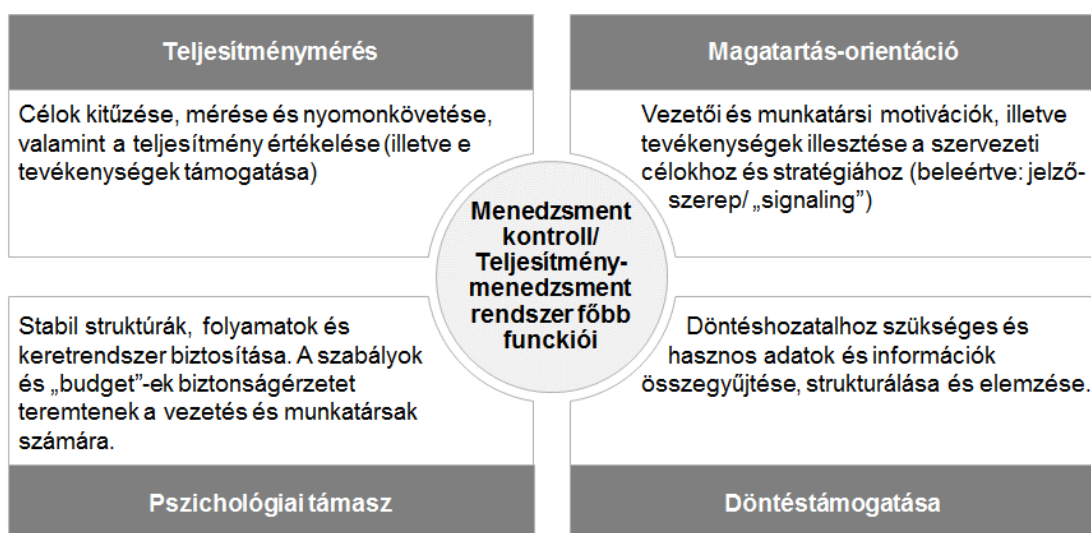 Teljesítménymérés
Célok kitűzése, mérése és nyomonkövetése,
valamint a teljesítmény értékelése (illetve e
tevékenységek támogatása)
Magatartás-orientáció
Vezetői és munkatársi motivációk, illetve
tevékenységek illesztése a szervezeti
célokhoz és stratégiához (beleértve: jelző-
szerep/ „signaling”)
Menedzsment
kontroll/
Teljesítmény-
menedzsment
rendszer főbb
funckiói
Stabil struktúrák, folyamatok és
keretrendszer biztosítása. A szabályok
és „budget”-ek biztonságérzetet
teremtenek a vezetés és munkatársak
számára.
Pszichológiai támasz
Döntéshozatalhoz szükséges és
hasznos adatok és információk
összegyűjtése, strukturálása és elemzése.
Döntéstámogatása